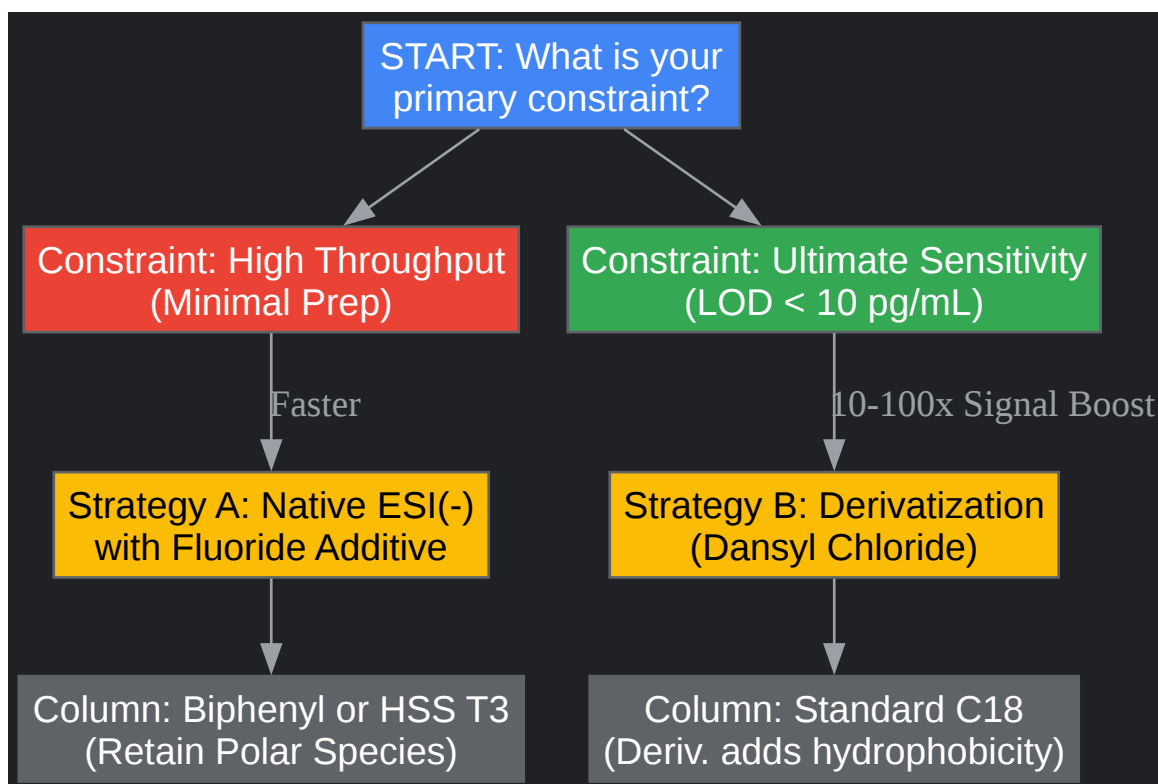 START: What is your
primary constraint?
Constraint: High Throughput
(Minimal Prep)
Constraint: Ultimate Sensitivity
(LOD < 10 pg/mL)
Faster
10-100x Signal Boost
Strategy A: Native ESI(-)
with Fluoride Additive
Strategy B: Derivatization
(Dansyl Chloride)
Column: Biphenyl or HSS T3
(Retain Polar Species)
Column: Standard C18
(Deriv. adds hydrophobicity)